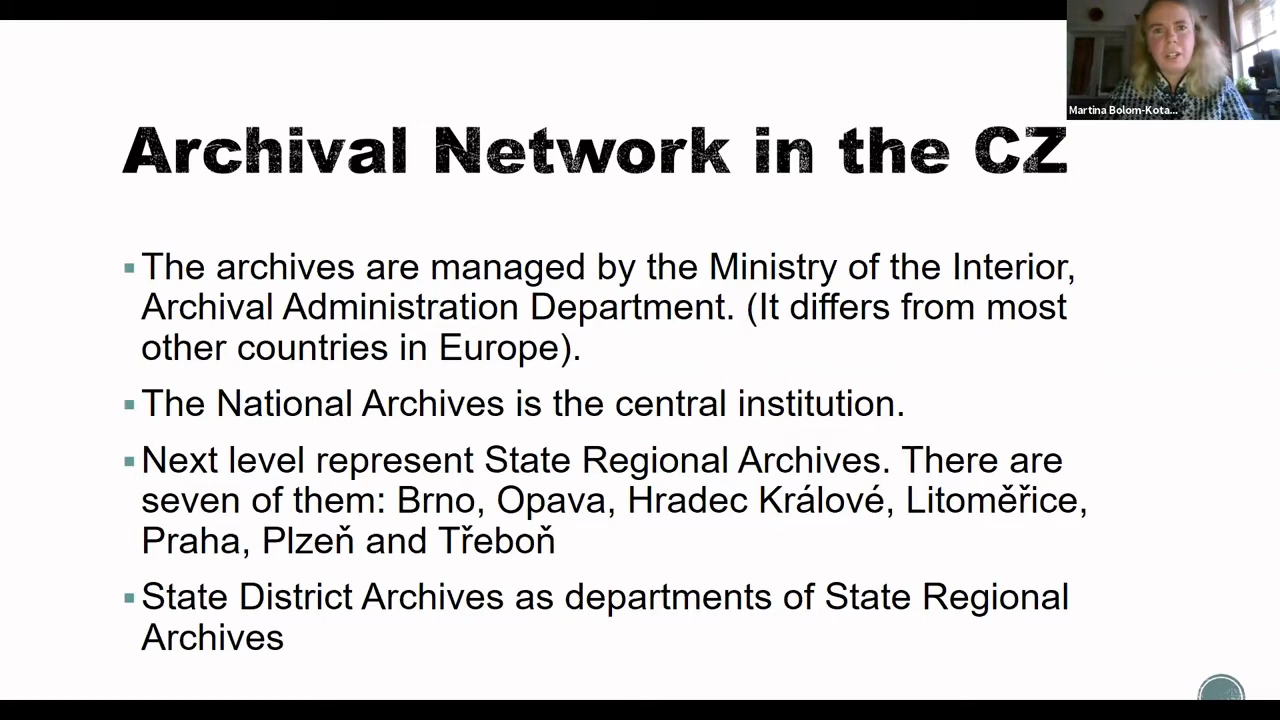 Martina Bolom-Kota...
Archival Network in the CZ
The archives are managed by the Ministry of the Interior,
Archival Administration Department. (It differs from most
other countries in Europe).
The National Archives is the central institution.
Next level represent State Regional Archives. There are
seven of them: Brno, Opava, Hradec Králové, Litoměřice,
Praha, Plzeň and Třeboň
State District Archives as departments of State Regional
Archives